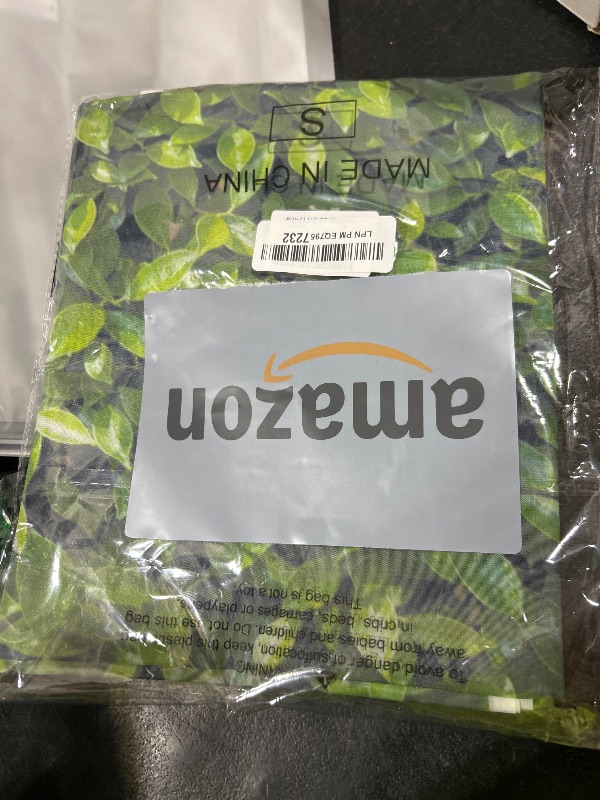 WARNING
To avoid danger of suffocation, keep this plastic bag
away from babies and children. Do not use this bag
in cribs, beds, carriages or playpens.
This bag is not a toy.
amazon
LPN PM EQ795 7232
MADE IN CHINA
S